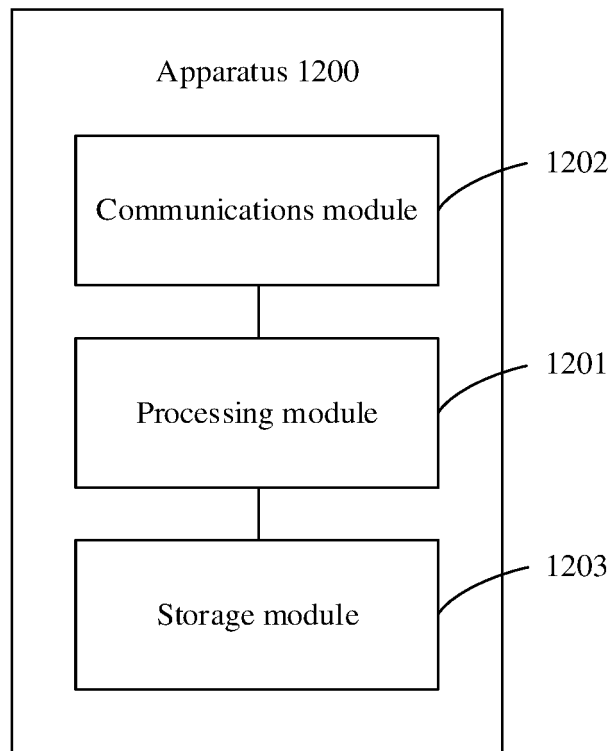 Apparatus 1200
1202
Communications module
1201
Processing module
1203
Storage module